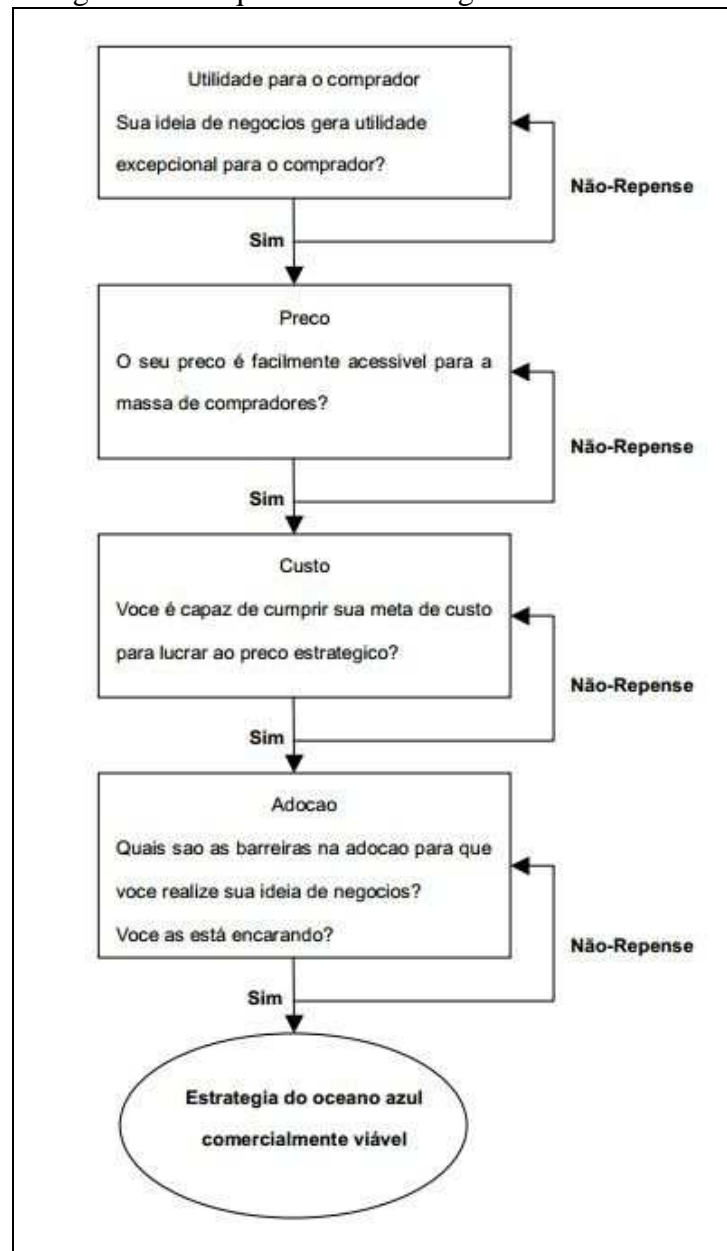 Utilidade para o comprador
Sua ideia de negocios gera utilidade
excepcional para o comprador?
Não-Repense
Sim
Preco
O seu preco é facilmente acessivel para a
massa de compradores?
Não-Repense
Sim
Custo
Voce é capaz de cumprir sua meta de custo
para lucrar ao preco estrategico?
Não-Repense
Sim
Adocao
Quais sao as barreiras na adocao para que
voce realize sua ideia de negocios?
Voce as está encarando?
Não-Repense
Sim
Estrategia do oceano azul
comercialmente viável